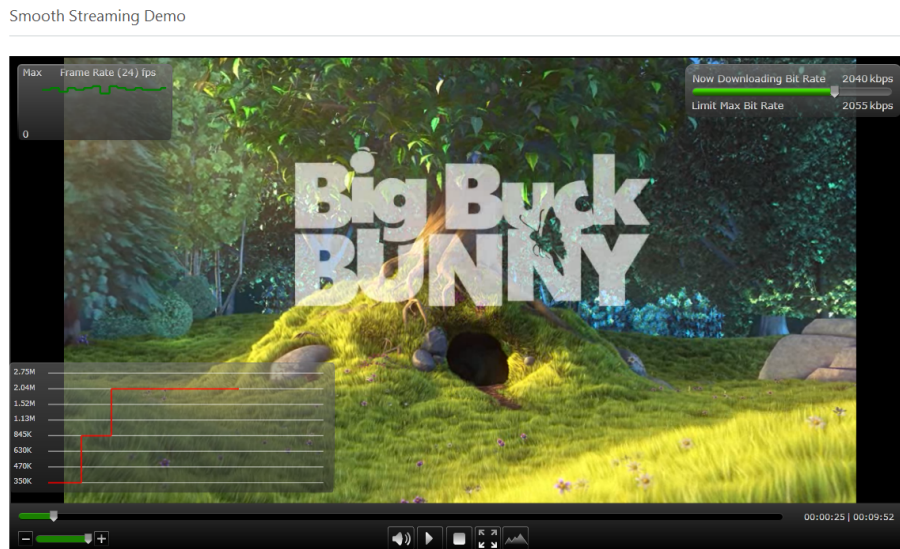 Smooth Streaming Demo
Max Frame Rate (24) fps
0
Now Downloading Bit Rate 2040 kbps
Limit Max Bit Rate 2055 kbps
Big Buck
BUNNY
2.75M
2.04M
1.52M
1.13M
845K
630K
470K
350K
00:00:25 | 00:09:52